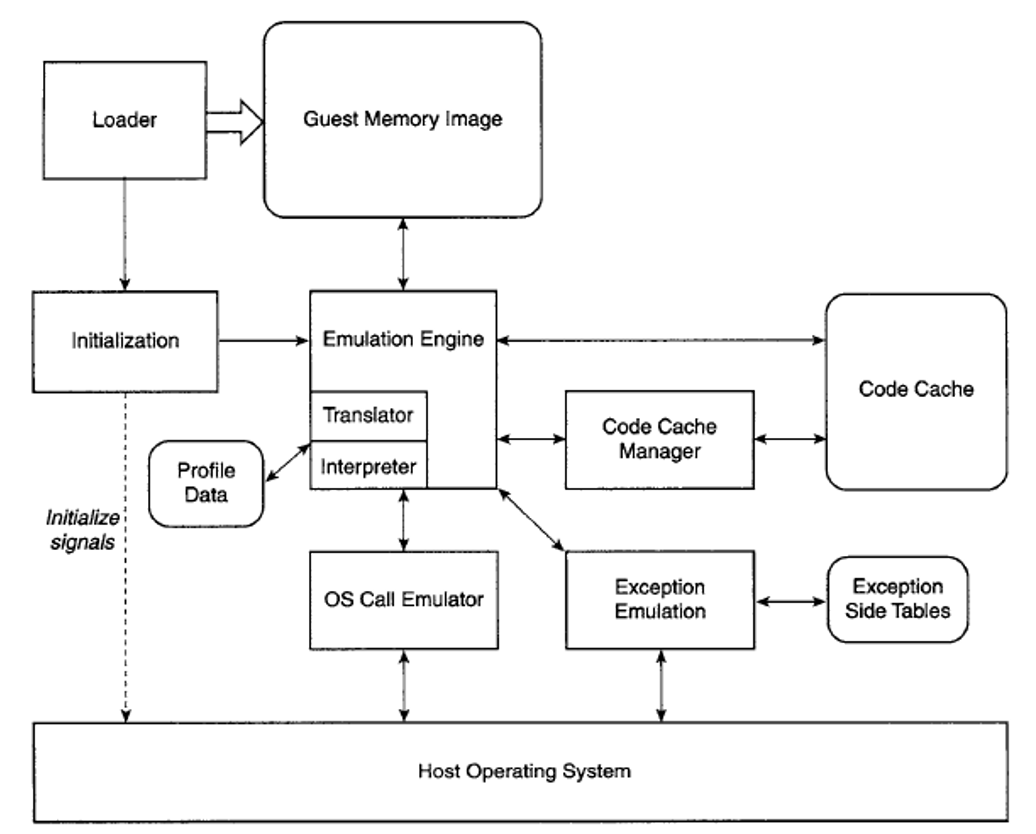 Loader
Guest Memory Image
Initialization
Emulation Engine
Translator
Interpreter
Profile
Data
Code Cache
Manager
Code Cache
Initialize
signals
OS Call Emulator
Exception
Emulation
Exception
Side Tables
Host Operating System